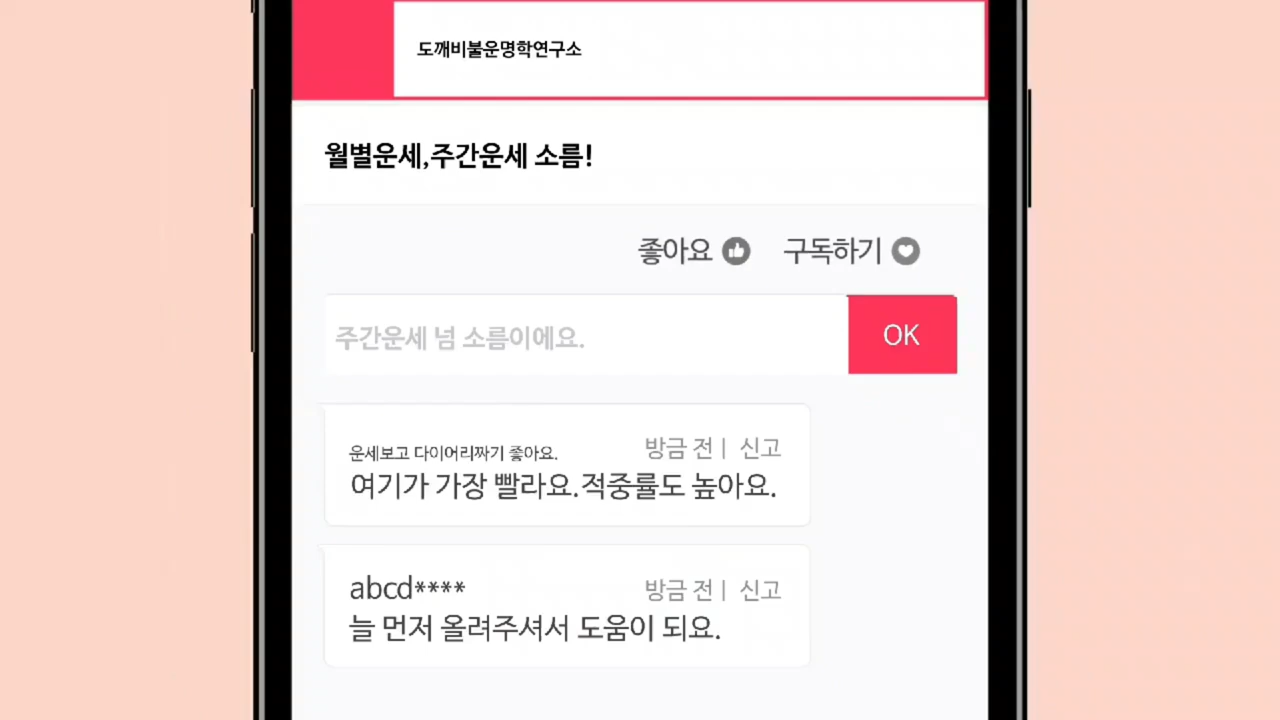 도깨비불운명학연구소
월별운세,주간운세 소름!
좋아요 구독하기
주간운세 넘 소름이에요.
OK
운세보고 다이어리짜기 좋아요. 방금 전 | 신고
여기가 가장 빨라요.적중률도 높아요.
abcd**** 방금 전 | 신고
늘 먼저 올려주셔서 도움이 되요.